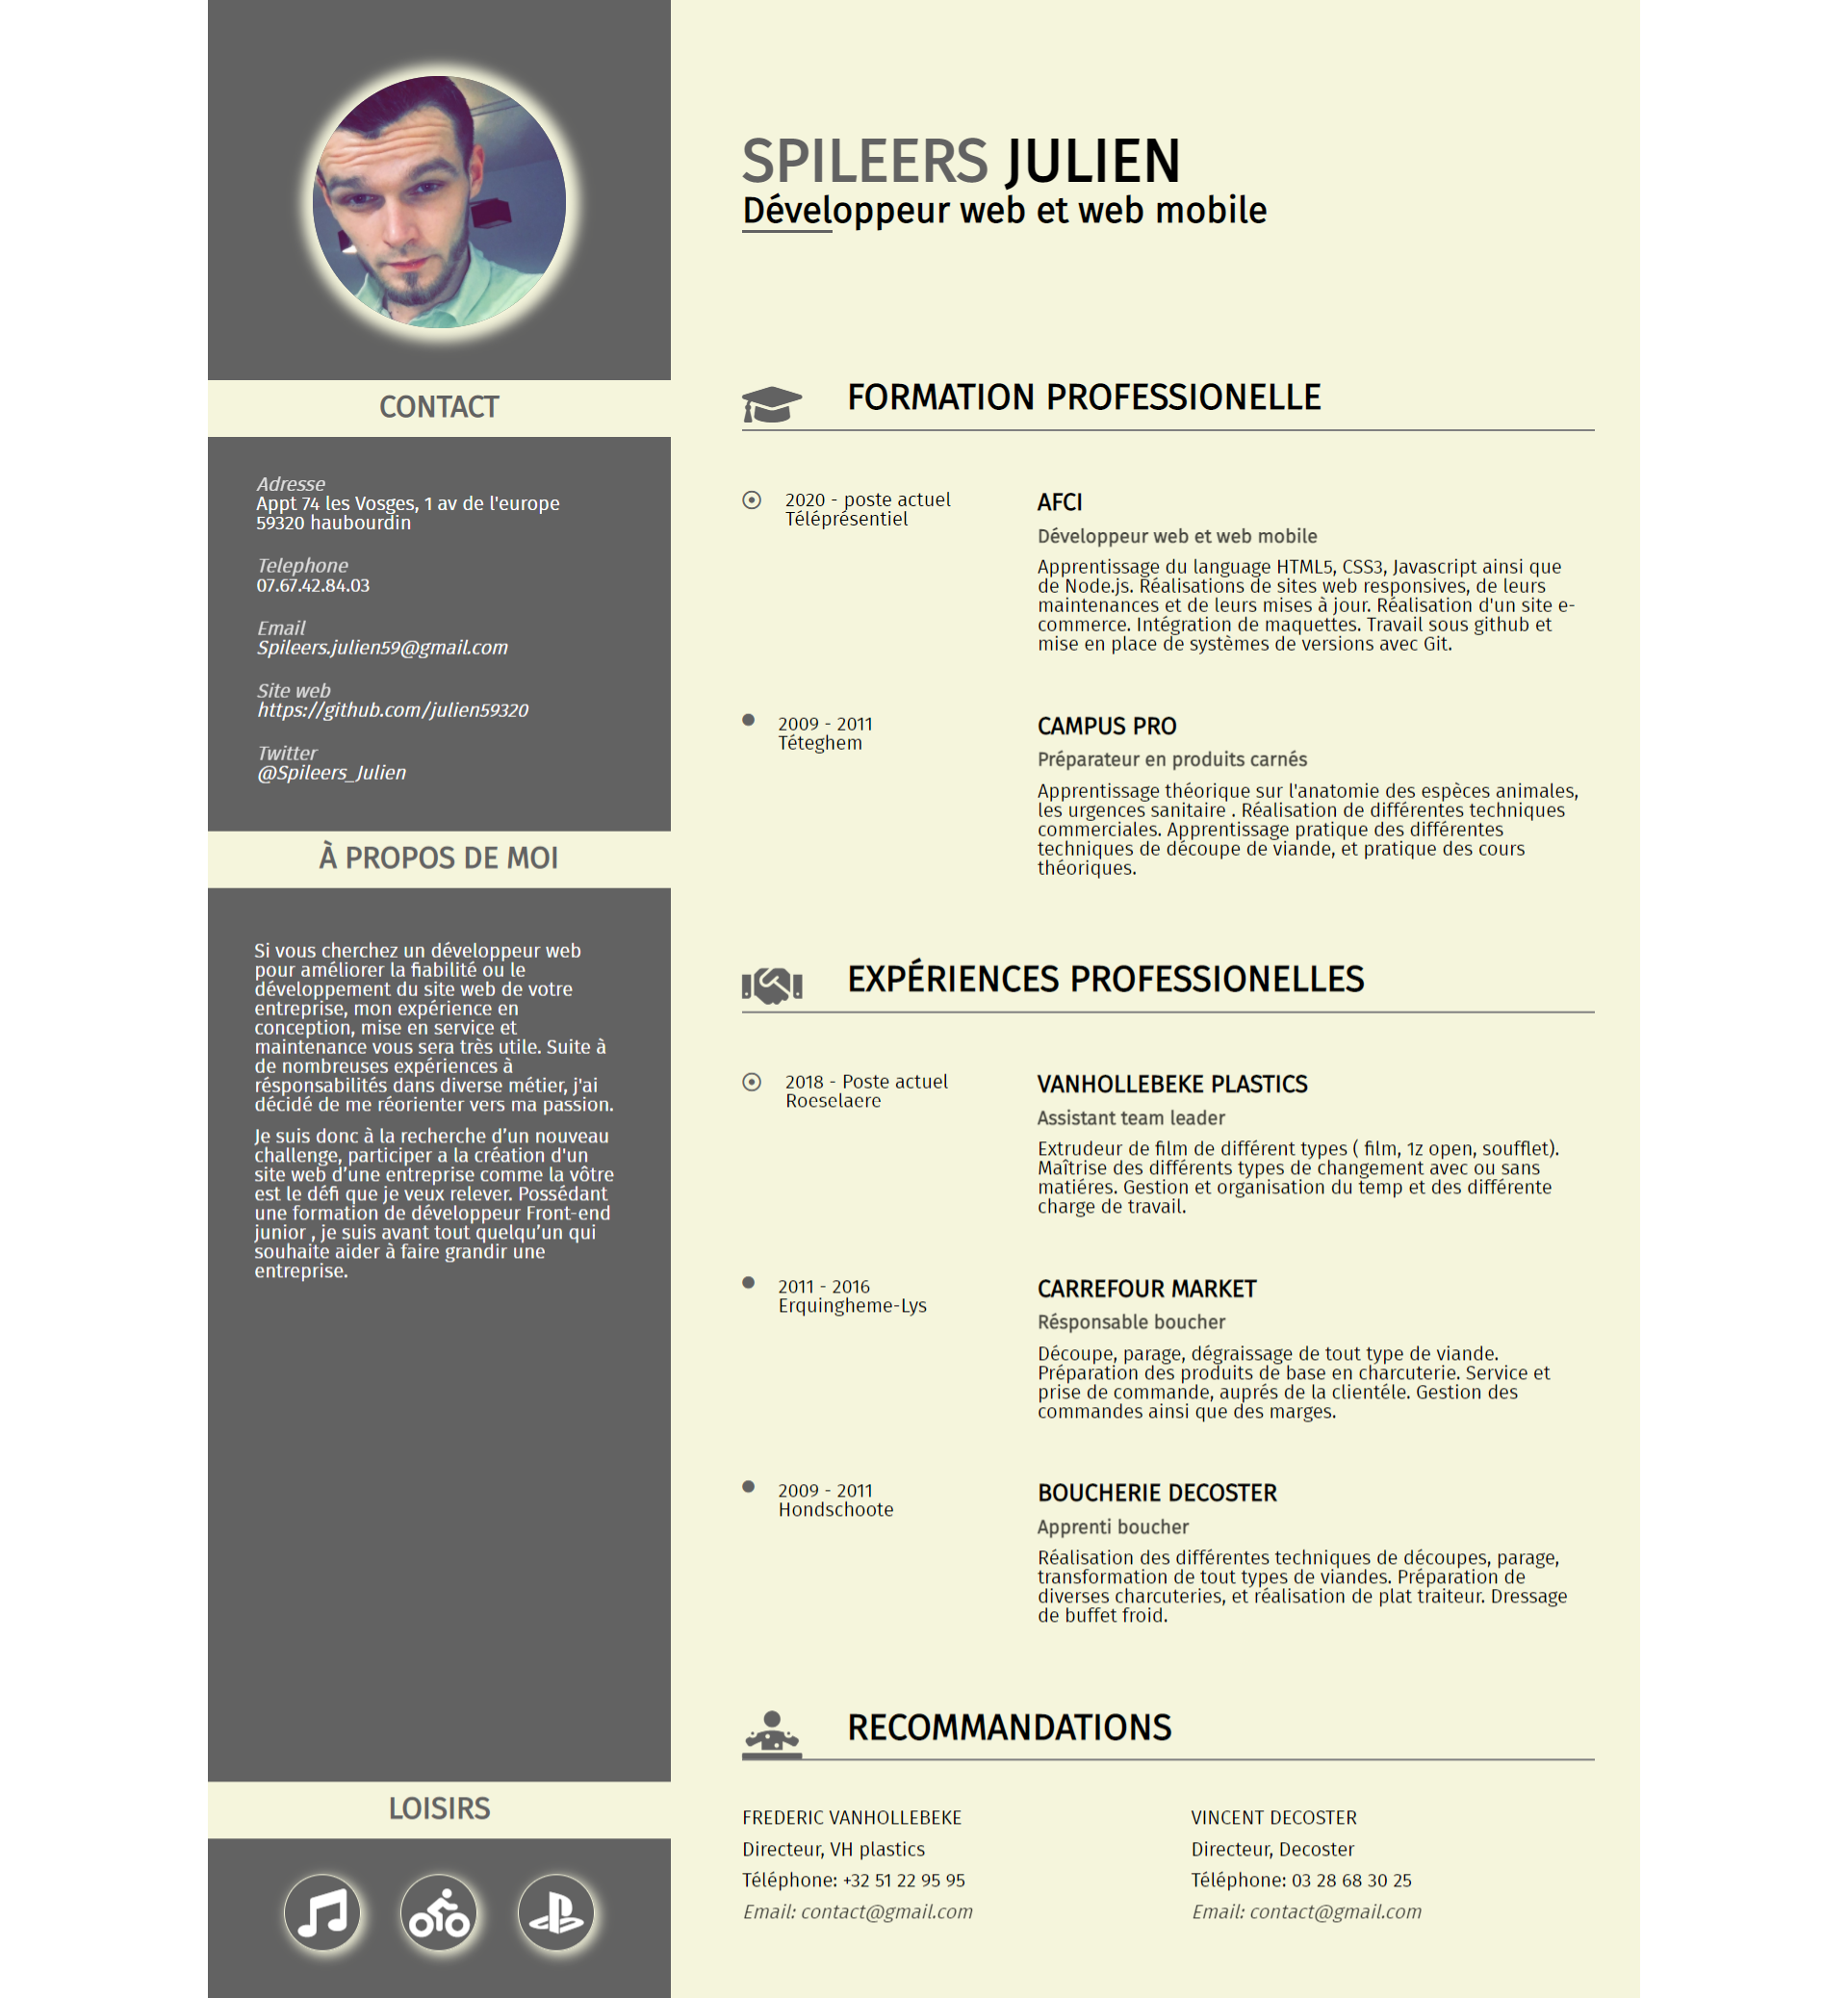 SPILEERS JULIEN
Développeur web et web mobile
CONTACT
Adresse
Appt 74 les Vosges, 1 av de l'europe
59320 haubourdin
Telephone
07.67.42.84.03
Email
Spileers.julien59@gmail.com
Site web
https://github.com/julien59320
Twitter
@Spileers_Julien
À PROPOS DE MOI
Si vous cherchez un développeur web
pour améliorer la fiabilité ou le
développement du site web de votre
entreprise, mon expérience en
conception, mise en service et
maintenance vous sera très utile. Suite à
de nombreuses expériences à
résponsabilités dans diverse métier, j'ai
décidé de me réorienter vers ma passion.
Je suis donc à la recherche d’un nouveau
challenge, participer a la création d'un
site web d’une entreprise comme la vôtre
est le défi que je veux relever. Possédant
une formation de développeur Front-end
junior , je suis avant tout quelqu’un qui
souhaite aider à faire grandir une
entreprise.
LOISIRS
FORMATION PROFESSIONELLE
2020 - poste actuel
Téléprésentiel
AFCI
Développeur web et web mobile
Apprentissage du language HTML5, CSS3, Javascript ainsi que
de Node.js. Réalisations de sites web responsives, de leurs
maintenances et de leurs mises à jour. Réalisation d'un site e-
commerce. Intégration de maquettes. Travail sous github et
mise en place de systèmes de versions avec Git.
2009 - 2011
Téteghem
CAMPUS PRO
Préparateur en produits carnés
Apprentissage théorique sur l'anatomie des espèces animales,
les urgences sanitaire . Réalisation de différentes techniques
commerciales. Apprentissage pratique des différentes
techniques de découpe de viande, et pratique des cours
théoriques.
EXPÉRIENCES PROFESSIONELLES
2018 - Poste actuel
Roeselaere
VANHOLLEBEKE PLASTICS
Assistant team leader
Extrudeur de film de différent types ( film, 1z open, soufflet).
Maîtrise des différents types de changement avec ou sans
matiéres. Gestion et organisation du temp et des différente
charge de travail.
2011 - 2016
Erquingheme-Lys
CARREFOUR MARKET
Résponsable boucher
Découpe, parage, dégraissage de tout type de viande.
Préparation des produits de base en charcuterie. Service et
prise de commande, auprés de la clientéle. Gestion des
commandes ainsi que des marges.
2009 - 2011
Hondschoote
BOUCHERIE DECOSTER
Apprenti boucher
Réalisation des différentes techniques de découpes, parage,
transformation de tout types de viandes. Préparation de
diverses charcuteries, et réalisation de plat traiteur. Dressage
de buffet froid.
RECOMMANDATIONS
FREDERIC VANHOLLEBEKE
Directeur, VH plastics
Téléphone: +32 51 22 95 95
Email: contact@gmail.com
VINCENT DECOSTER
Directeur, Decoster
Téléphone: 03 28 68 30 25
Email: contact@gmail.com